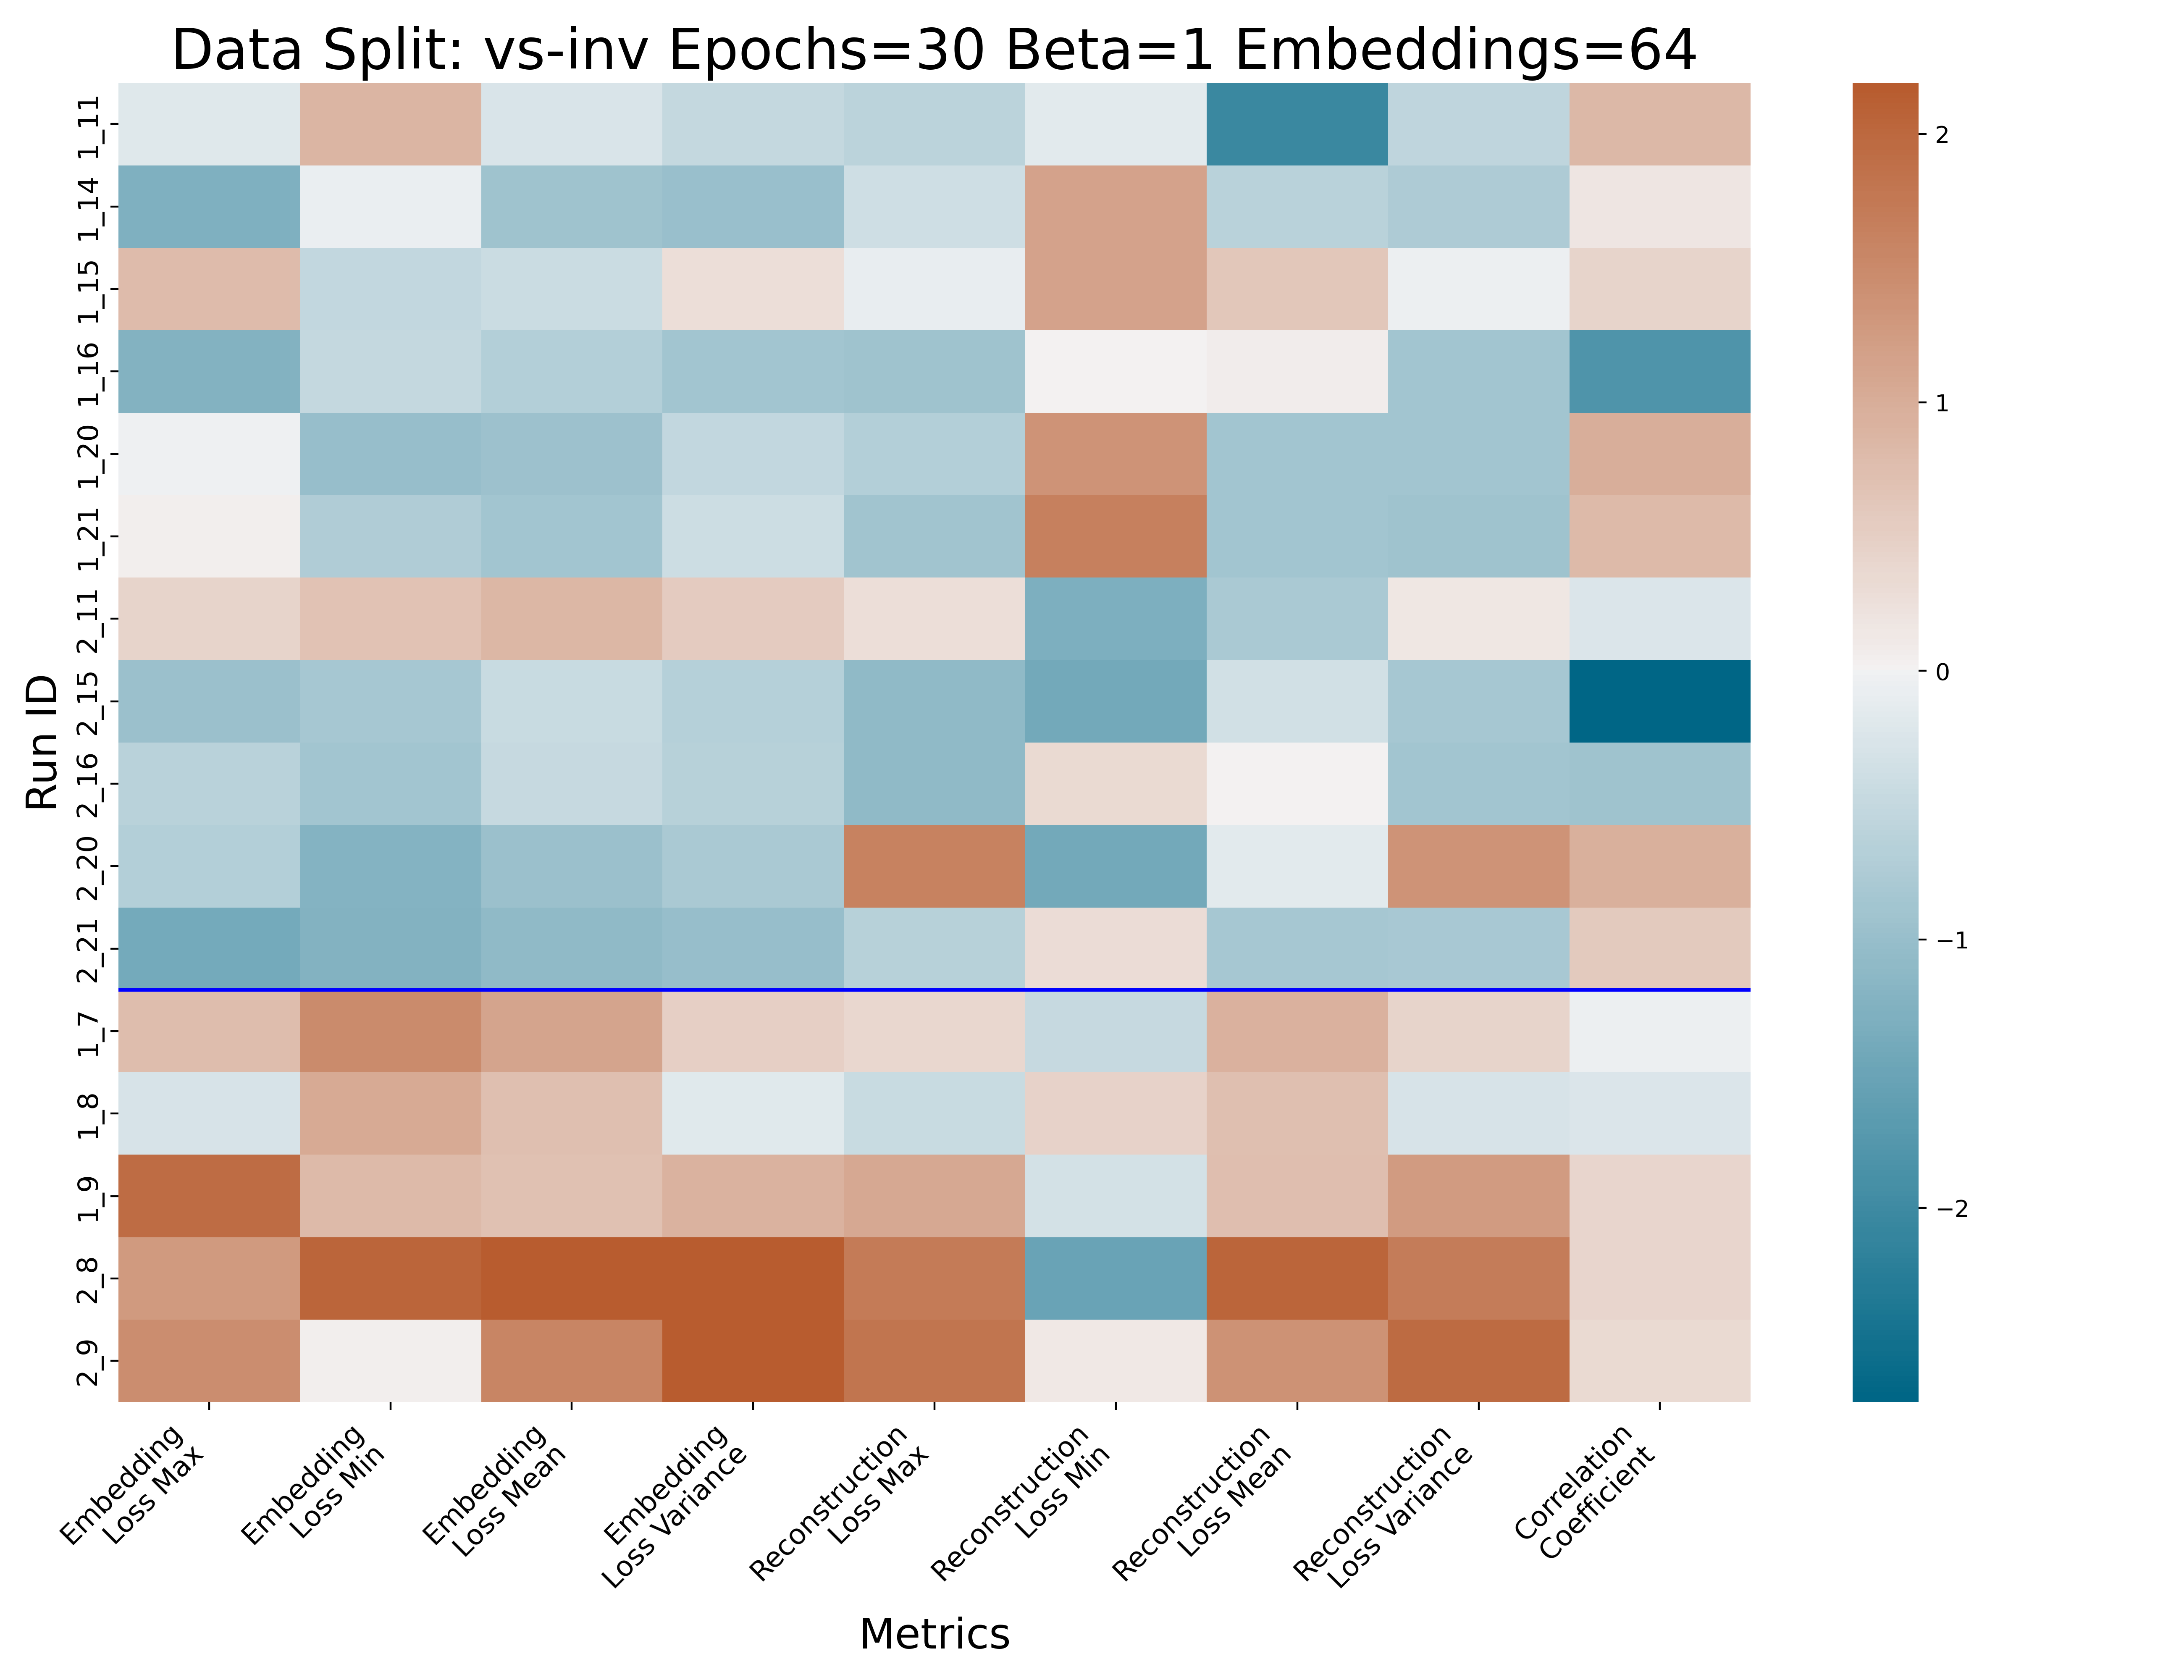 Data Split: vs-inv Epochs=30 Beta=1 Embeddings=64
Run ID
1_11
1_14
1_15
1_16
1_20
1_21
2_11
2_15
2_16
2_20
2_21
1_7
1_8
1_9
2_8
2_9
Embedding
Loss Max
Embedding
Loss Min
Embedding
Loss Mean
Embedding
Loss Variance
Reconstruction
Loss Max
Reconstruction
Loss Min
Reconstruction
Loss Mean
Reconstruction
Loss Variance
Correlation
Coefficient
Metrics
2
1
0
−1
−2